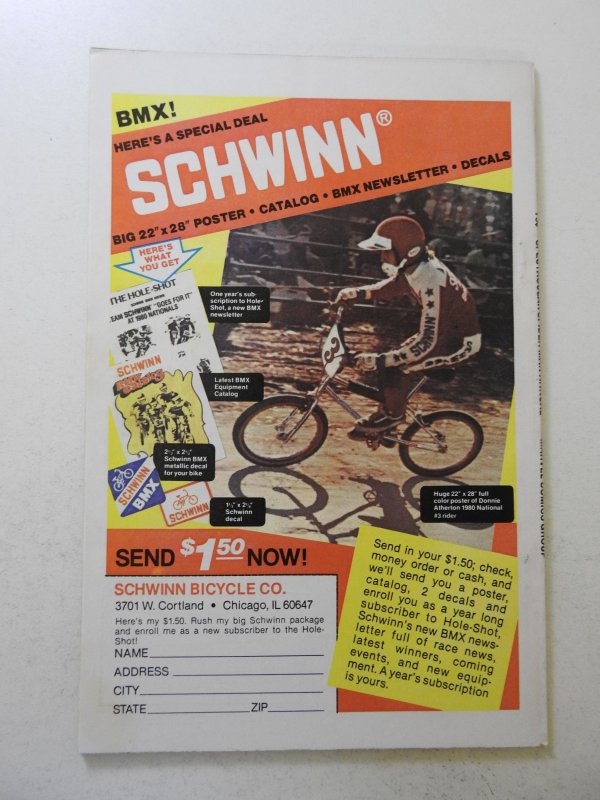 BMX!
HERE'S A SPECIAL DEAL
SCHWINN®
BIG 22" x 28" POSTER • CATALOG • BMX NEWSLETTER • DECALS
HERE'S
WHAT
YOU GET
THE HOLE-SHOT
TEAM SCHWINN "GOES FOR IT"
AT 1980 NATIONALS
One year's sub-
scription to Hole-
Shot, a new BMX
newsletter
SCHWINN
Latest BMX
Equipment
Catalog
2½" x 2½"
Schwinn BMX
metallic decal
for your bike
SCHWINN
BMX
SCHWINN
1½" x 2½"
Schwinn
decal
SCHWINN
Huge 22" x 28" full
color poster of Donnie
Atherton 1980 National
#3 rider
SEND $1.50 NOW!
SCHWINN BICYCLE CO.
3701 W. Cortland • Chicago, IL 60647
Here's my $1.50. Rush my big Schwinn package
and enroll me as a new subscriber to the Hole-
Shot!
NAME
ADDRESS
CITY
STATE ZIP
Send in your $1.50; check,
money order or cash, and
we'll send you a poster,
catalog, 2 decals and
enroll you as a year long
subscriber to Hole-Shot,
Schwinn's new BMX news-
letter full of race news,
latest winners, coming
events, and new equip-
ment. A year's subscription
is yours.